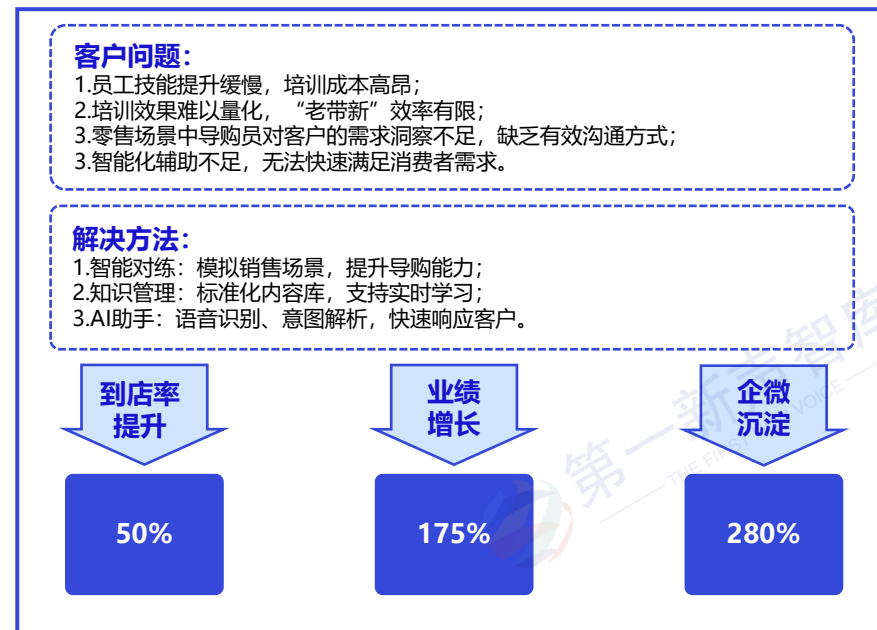 客户问题：
1.员工技能提升缓慢，培训成本高昂；
2.培训效果难以量化，“老带新”效率有限；
3.零售场景中导购员对客户的需求洞察不足，缺乏有效沟通方式；
3.智能化辅助不足，无法快速满足消费者需求。
解决方法：
1.智能对练：模拟销售场景，提升导购能力；
2.知识管理：标准化内容库，支持实时学习；
3.AI助手：语音识别、意图解析，快速响应客户。
到店率
提升
业绩
增长
企微
沉淀
50%
175%
280%
第一新声智库